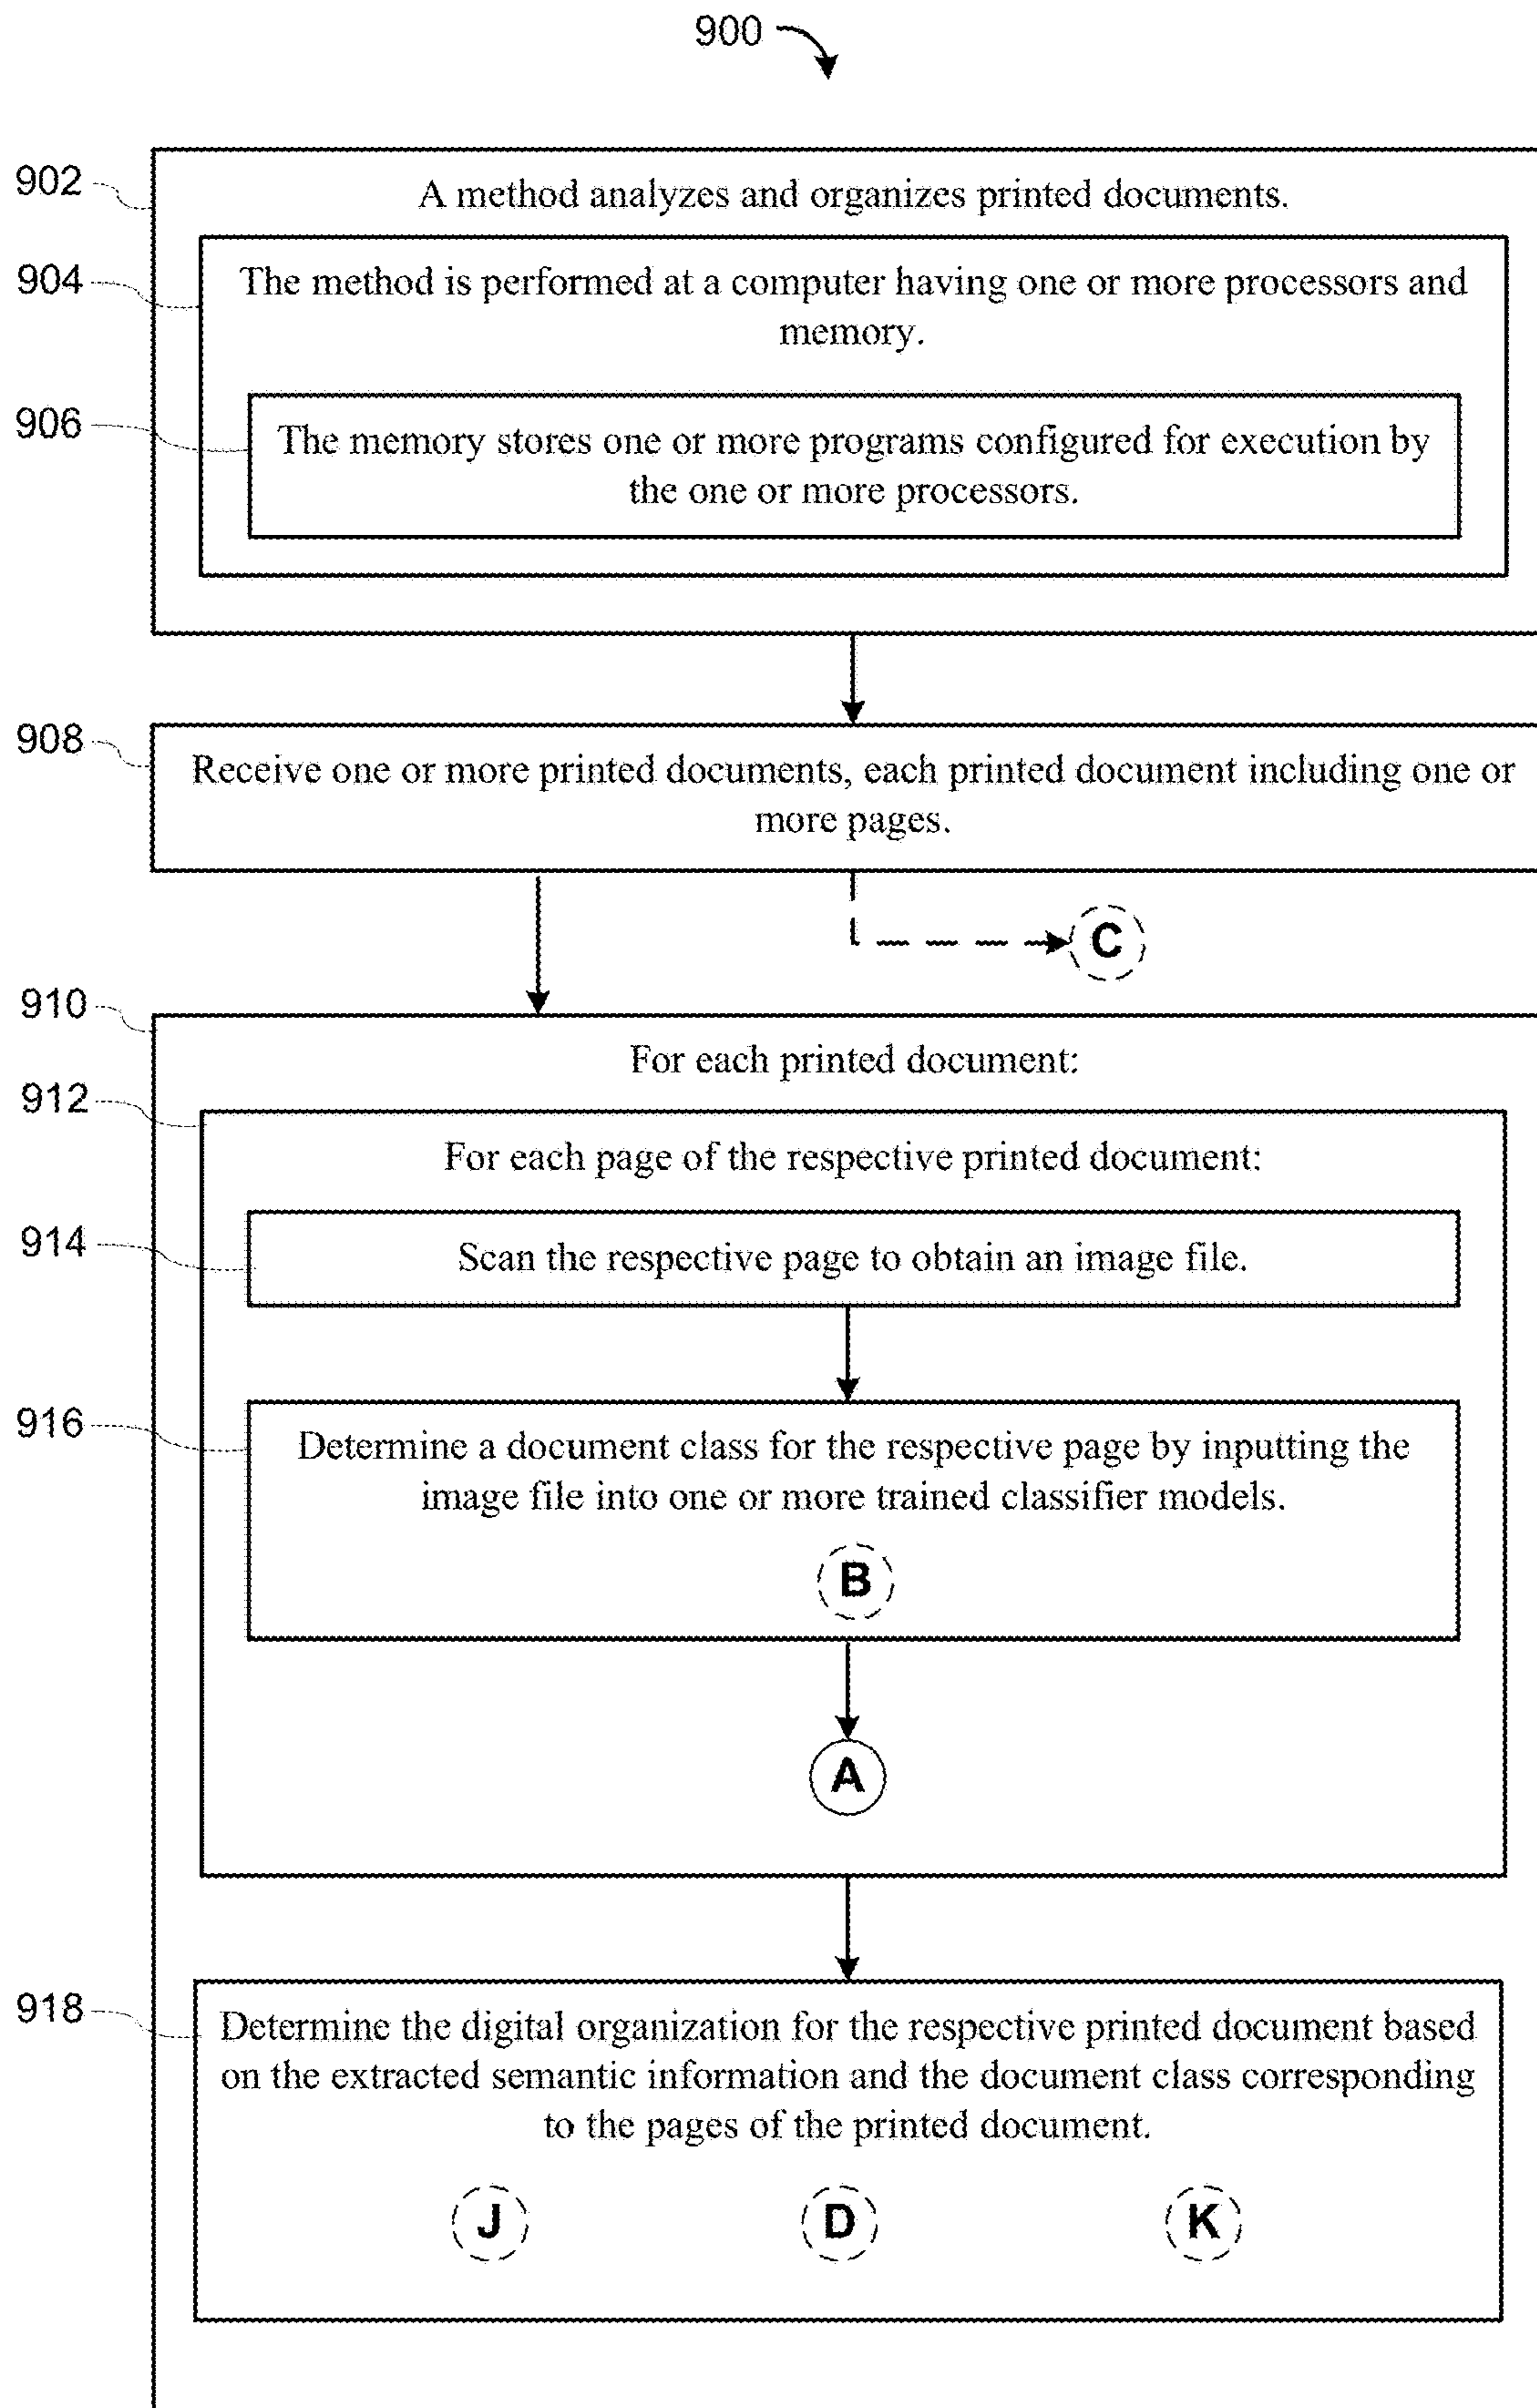 900
902
A method analyzes and organizes printed documents.
904
The method is performed at a computer having one or more processors and
memory.
906
The memory stores one or more programs configured for execution by
the one or more processors.
908
Receive one or more printed documents, each printed document including one or
more pages.
C
910
For each printed document:
912
For each page of the respective printed document:
914
Scan the respective page to obtain an image file.
916
Determine a document class for the respective page by inputting the
image file into one or more trained classifier models.
B
A
918
Determine the digital organization for the respective printed document based
on the extracted semantic information and the document class corresponding
to the pages of the printed document.
J D K